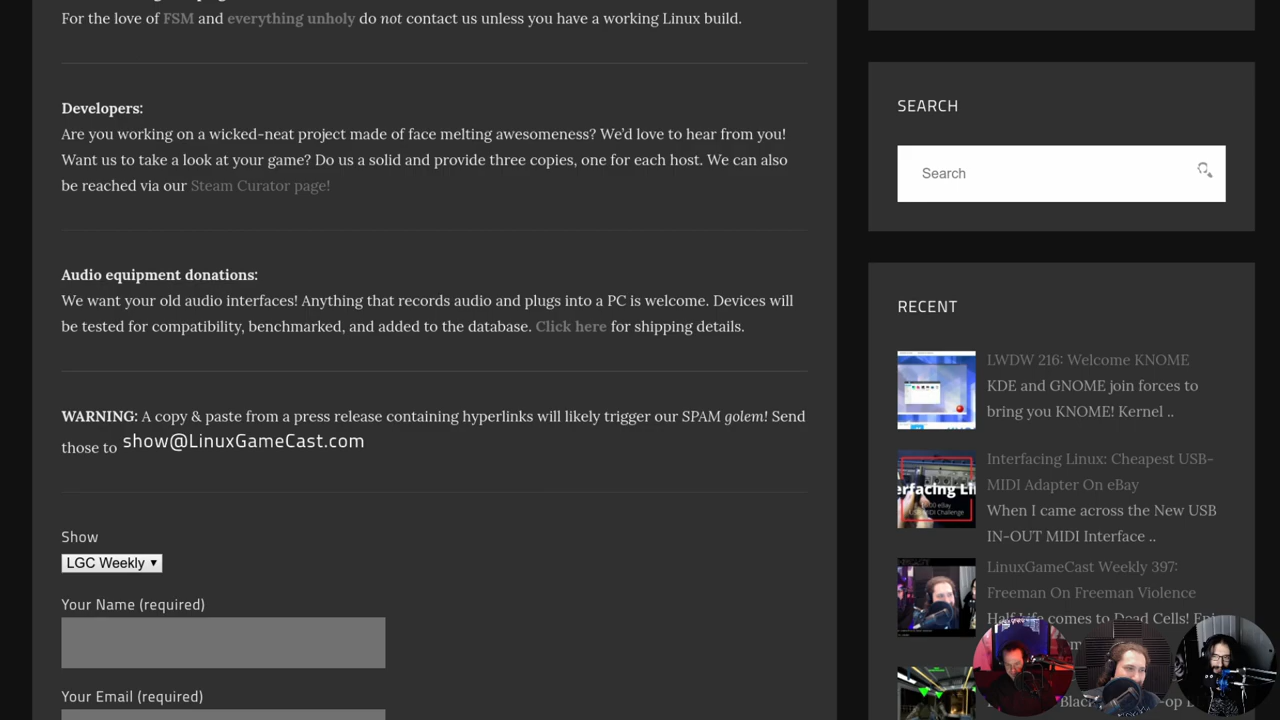 For the love of FSM and everything unholy do not contact us unless you have a working Linux build.
Developers:
Are you working on a wicked-neat project made of face melting awesomeness? We'd love to hear from you!
Want us to take a look at your game? Do us a solid and provide three copies, one for each host. We can also
be reached via our Steam Curator page!
Audio equipment donations:
We want your old audio interfaces! Anything that records audio and plugs into a PC is welcome. Devices will
be tested for compatibility, benchmarked, and added to the database. Click here for shipping details.
WARNING: A copy & paste from a press release containing hyperlinks will likely trigger our SPAM golem! Send
those to show@LinuxGameCast.com
Show
LGC Weekly
Your Name (required)
Your Email (required)
SEARCH
Search
RECENT
LWDW 216: Welcome KNOME
KDE and GNOME join forces to
bring you KNOME! Kernel ..
Interfacing Linux: Cheapest USB-
MIDI Adapter On eBay
When I came across the New USB
IN-OUT MIDI Interface ..
LinuxGameCast Weekly 397:
Freeman On Freeman Violence
Half Life comes to Dead Cells!